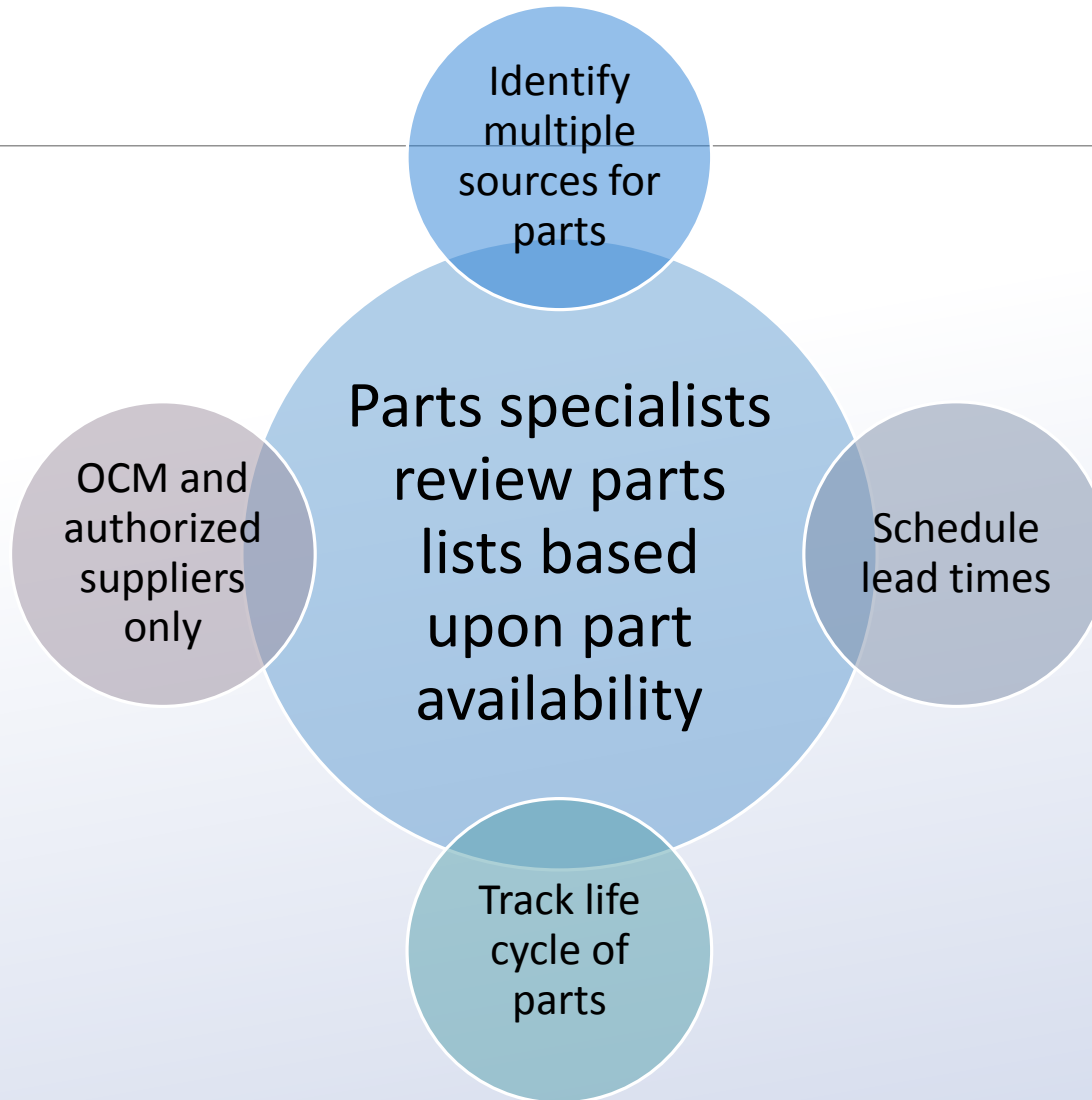 Identify
multiple
sources for
parts
Parts specialists
review parts
lists based
upon part
availability
OCM and
authorized
suppliers
only
Schedule
lead times
Track life
cycle of
parts